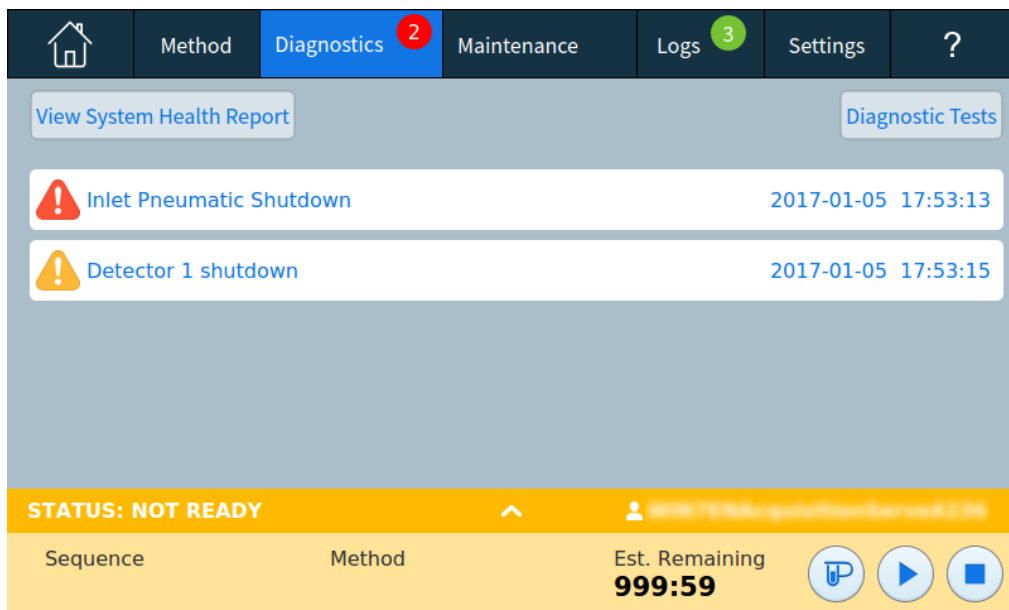 Method Diagnostics 2 Maintenance Logs 3 Settings ?
View System Health Report Diagnostic Tests
Inlet Pneumatic Shutdown 2017-01-05 17:53:13
Detector 1 shutdown 2017-01-05 17:53:15
STATUS: NOT READY
Sequence Method Est. Remaining
999:59